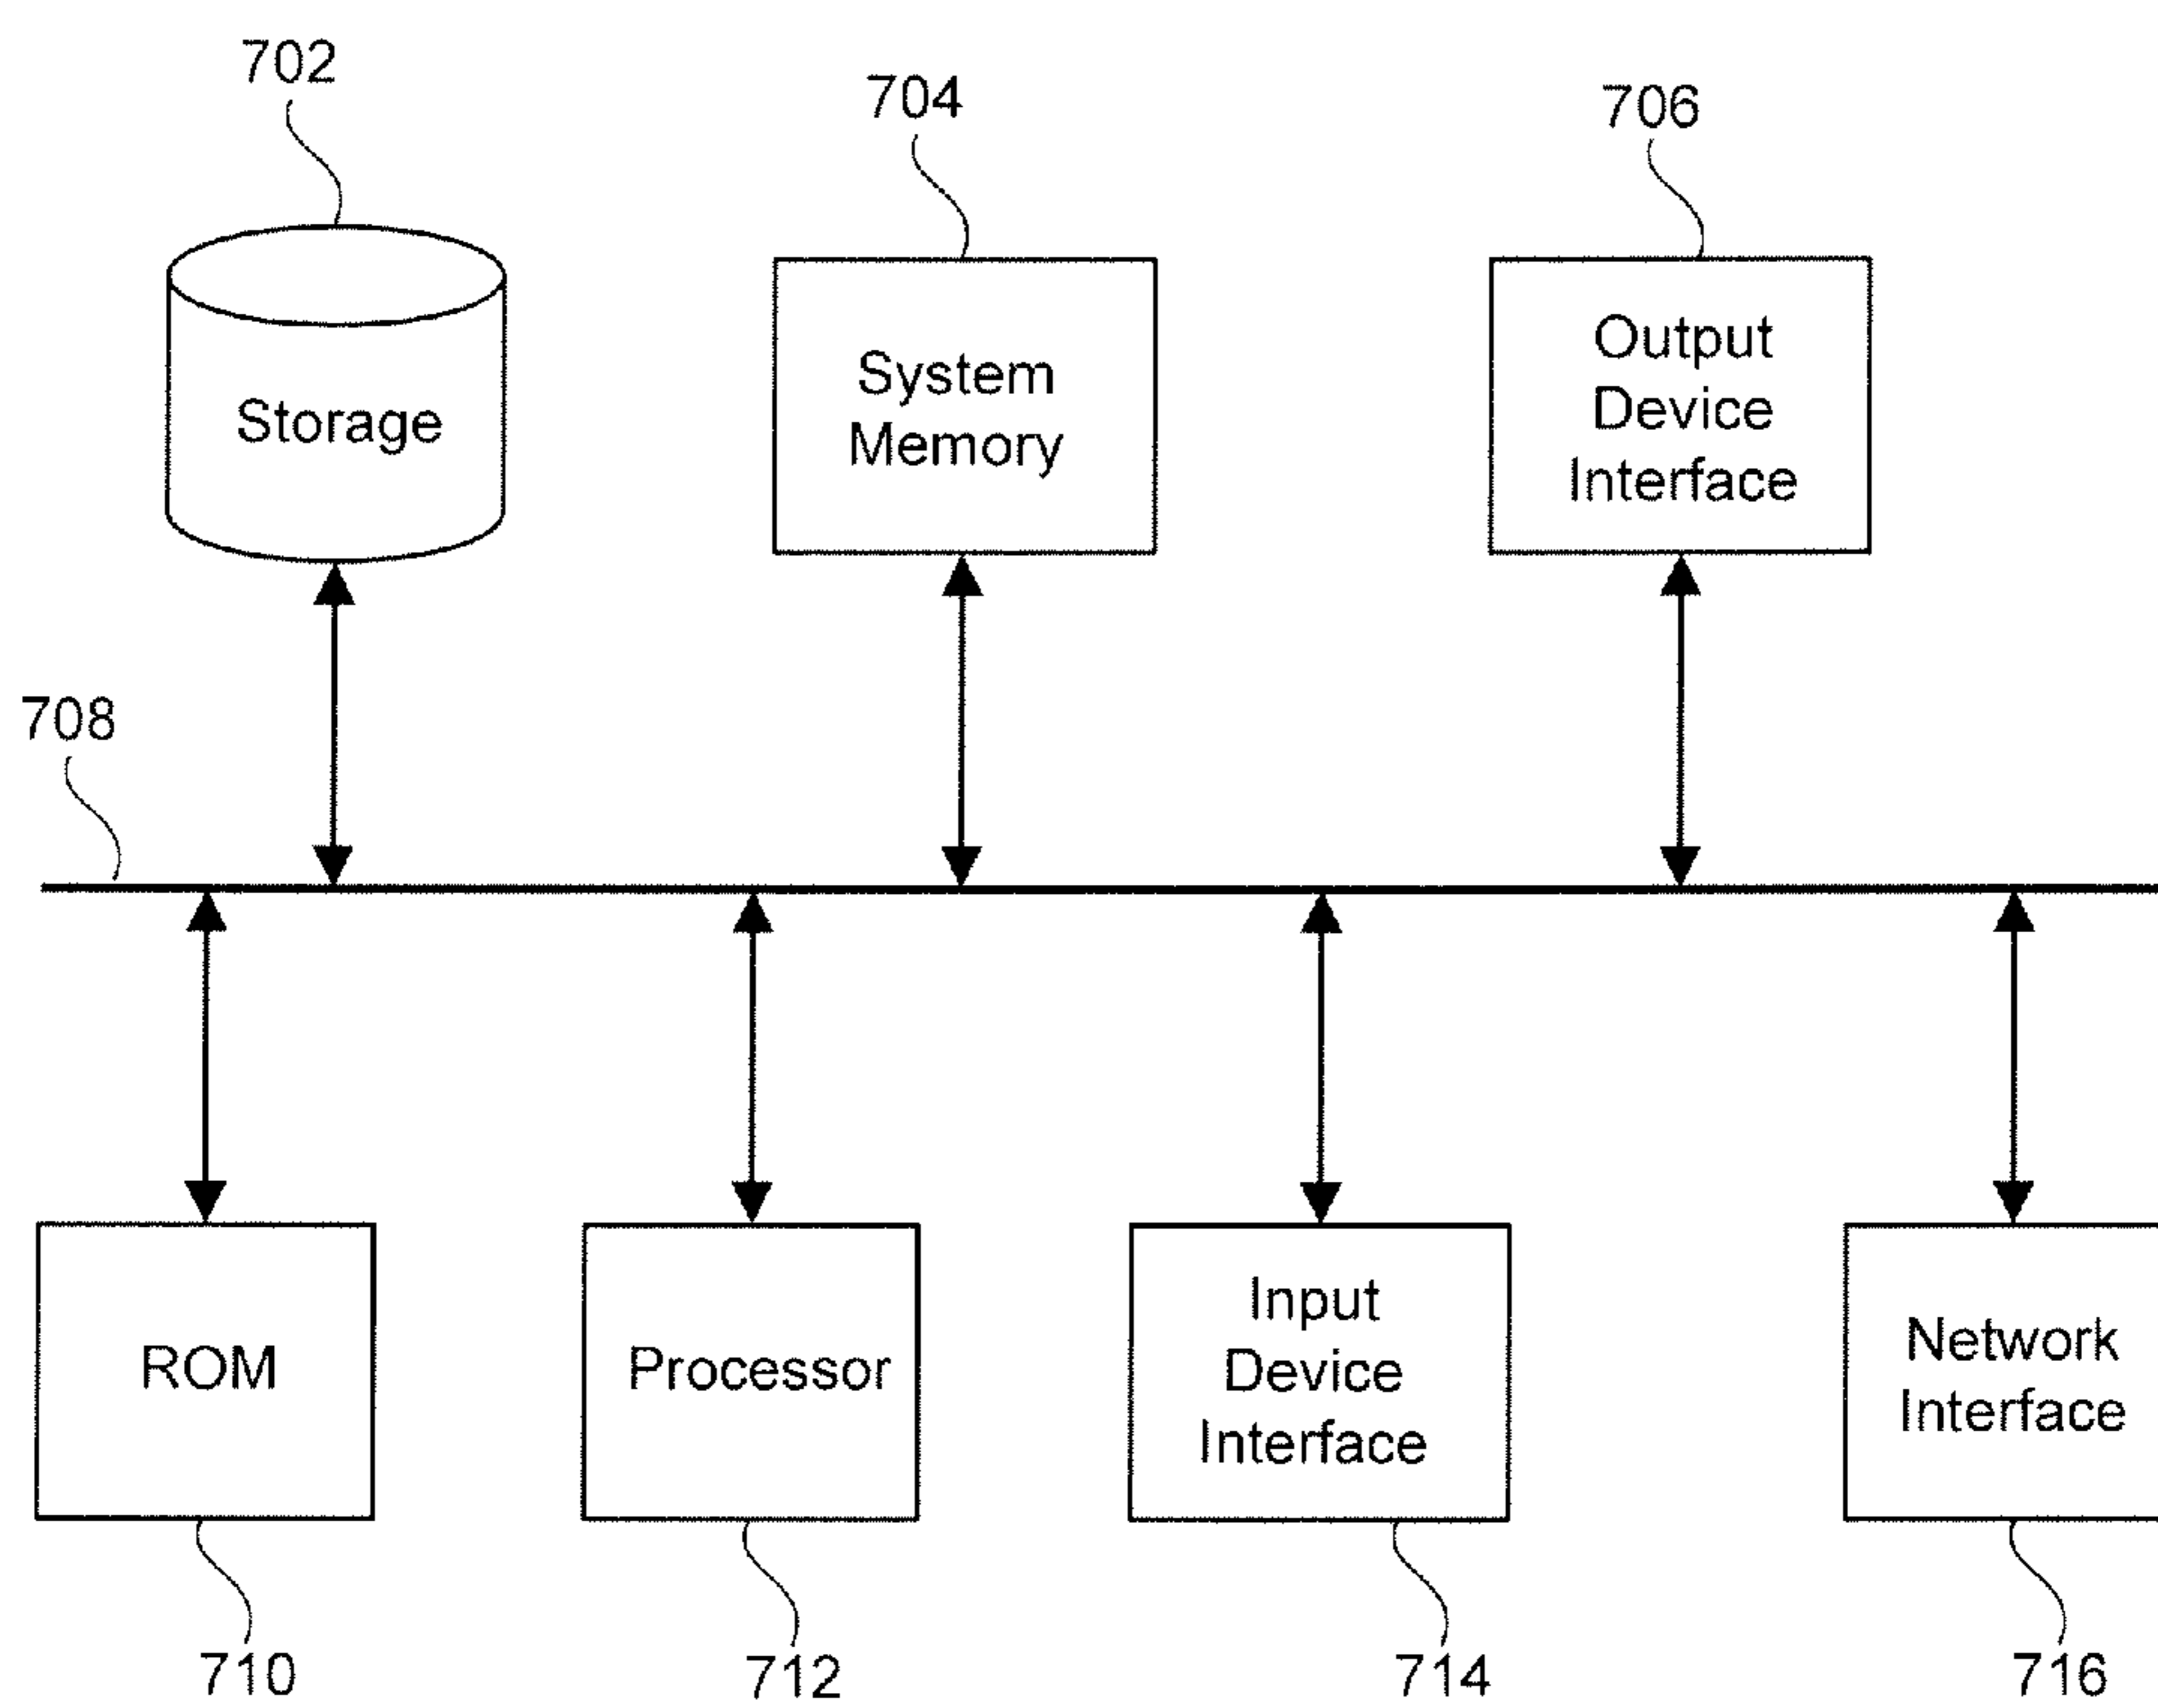 702
704
706
Storage
System
Memory
Output
Device
Interface
708
ROM
Processor
Input
Device
Interface
Network
Interface
710
712
714
716